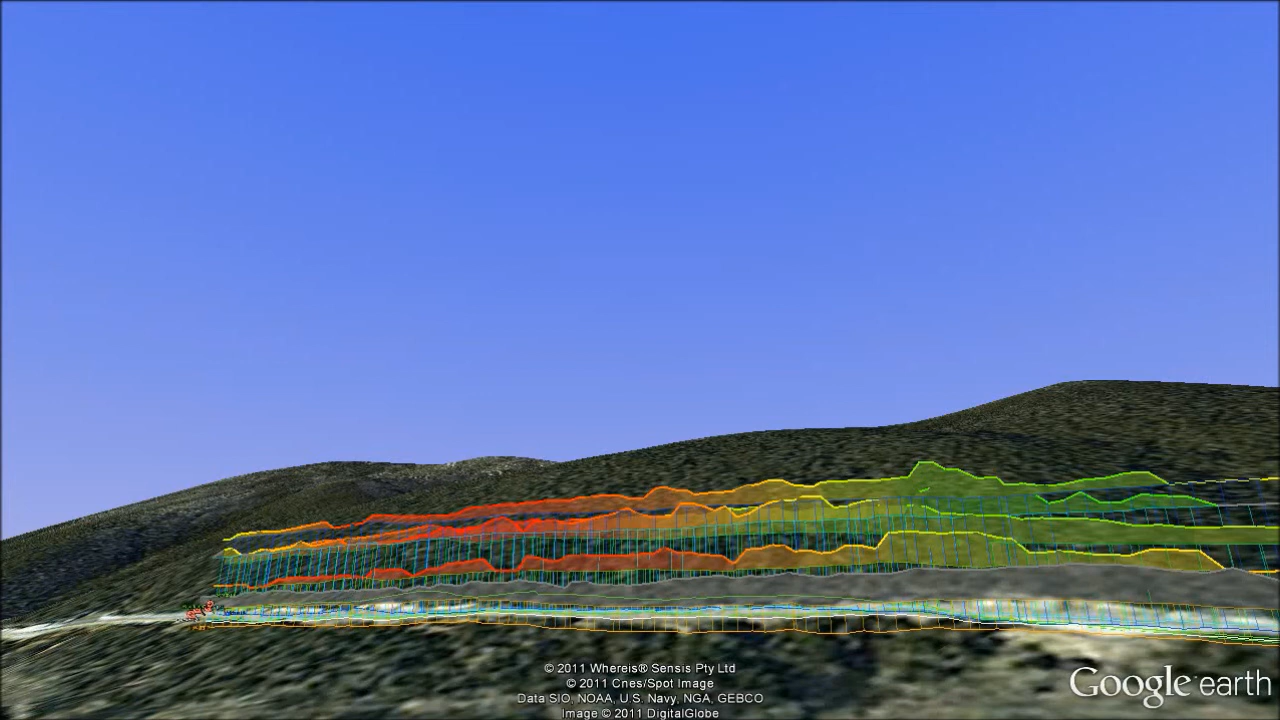 © 2011 Whereis® Sensis Pty Ltd
© 2011 Cnes/Spot Image
Data SIO, NOAA, U.S. Navy, NGA, GEBCO
Image © 2011 DigitalGlobe
Google earth